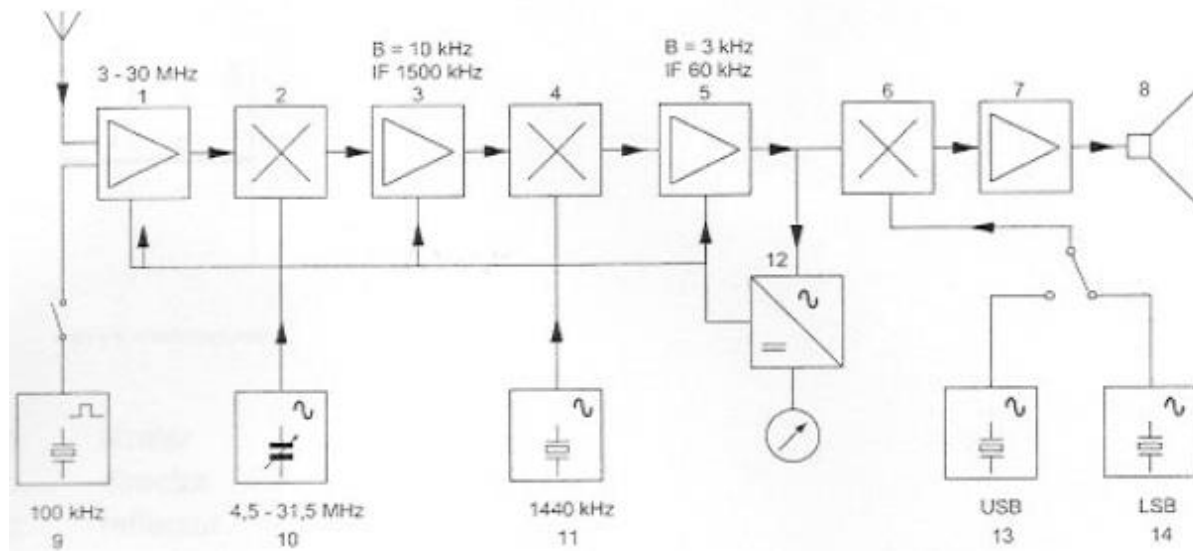 B = 10 kHz
IF 1500 kHz
B = 3 kHz
IF 60 kHz
3 - 30 MHz
1
2
3
4
5
6
7
8
12
100 kHz
4,5 - 31,5 MHz
1440 kHz
USB
LSB
9
10
11
13
14